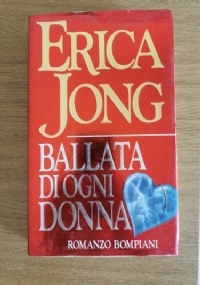 ERICA
JONG
BALLATA
DI OGNI
DONNA
ROMANZO BOMPIANI